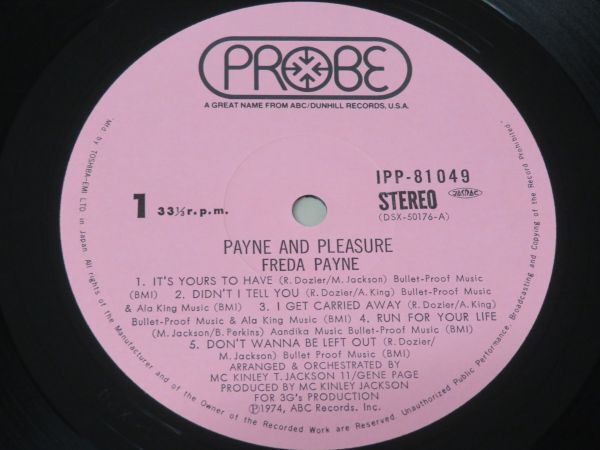 PROBE
A GREAT NAME FROM ABC/DUNHILL RECORDS, U.S.A.
IPP-81049
1 33⅓ r.p.m.
STEREO
JASRAC
(DSX-50176-A)
PAYNE AND PLEASURE
FREDA PAYNE
1. IT'S YOURS TO HAVE (R.Dozier/M.Jackson) Bullet-Proof Music
(BMI) 2. DIDN'T I TELL YOU (R.Dozier/A.King) Bullet-Proof Music
& Ala King Music (BMI) 3. I GET CARRIED AWAY (R.Dozier/A.King)
Bullet-Proof Music & Ala King Music (BMI) 4. RUN FOR YOUR LIFE
(M.Jackson/B.Perkins) Aandika Music Bullet-Proof Music (BMI)
5. DON'T WANNA BE LEFT OUT (R.Dozier/
M.Jackson) Bullet Proof Music (BMI)
ARRANGED & ORCHESTRATED BY
MC KINLEY T. JACKSON 11/GENE PAGE
PRODUCED BY MC KINLEY JACKSON
FOR 3G's PRODUCTION
Ⓟ1974, ABC Records. Inc.
Mfd by TOSHIBA-EMI LTD in Japan. All rights of the Manufacturer and of the Owner of the Recorded Work are Reserved. Unauthorized Public Performance. Broadcasting and Copying of the Record Prohibited